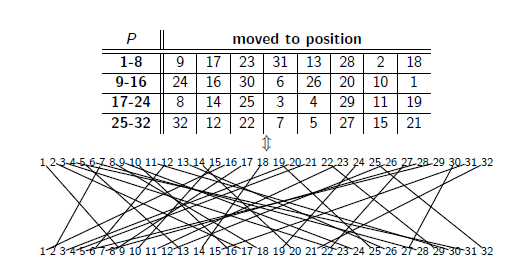 P moved to position
1-8 9 17 23 31 13 28 2 18
9-16 24 16 30 6 26 20 10 1
17-24 8 14 25 3 4 29 11 19
25-32 32 12 22 7 5 27 15 21
⇕
1 2 3 4 5 6 7 8 9 10 11 12 13 14 15 16 17 18 19 20 21 22 23 24 25 26 27 28 29 30 31 32
1 2 3 4 5 6 7 8 9 10 11 12 13 14 15 16 17 18 19 20 21 22 23 24 25 26 27 28 29 30 31 32